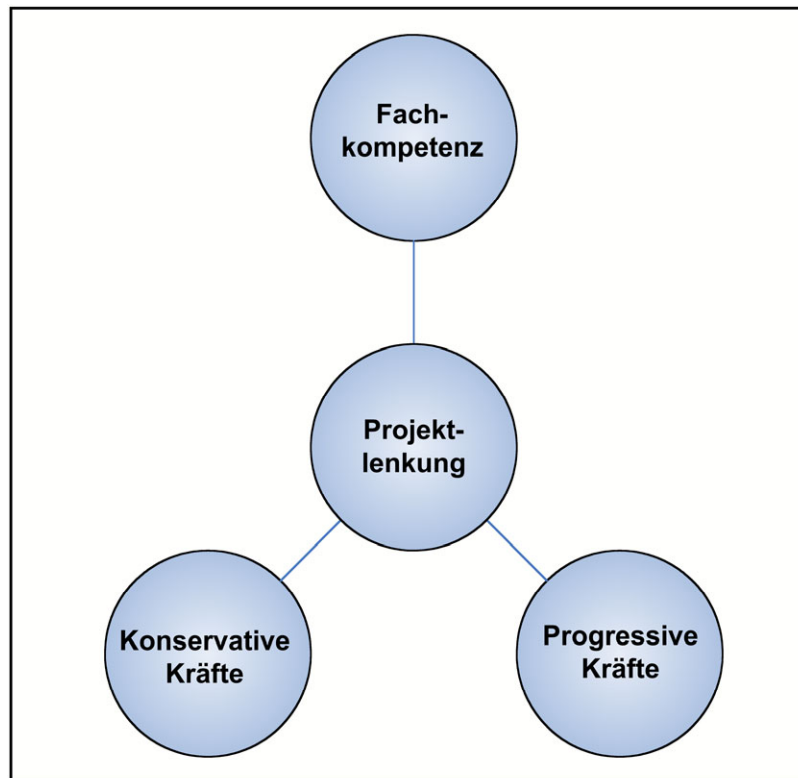 Fach-
kompetenz
Projekt-
lenkung
Konservative
Kräfte
Progressive
Kräfte